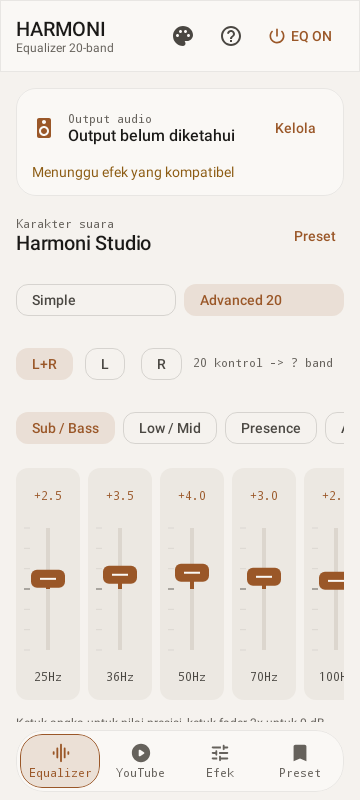 HARMONI
Equalizer 20-band
EQ ON
Output audio
Output belum diketahui
Kelola
Menunggu efek yang kompatibel
Karakter suara
Harmoni Studio
Preset
Simple
Advanced 20
L+R
L
R
20 kontrol -> ? band
Sub / Bass
Low / Mid
Presence
+2.5
+3.5
+4.0
+3.0
+2.
25Hz
36Hz
50Hz
70Hz
100H
Equalizer
YouTube
Efek
Preset